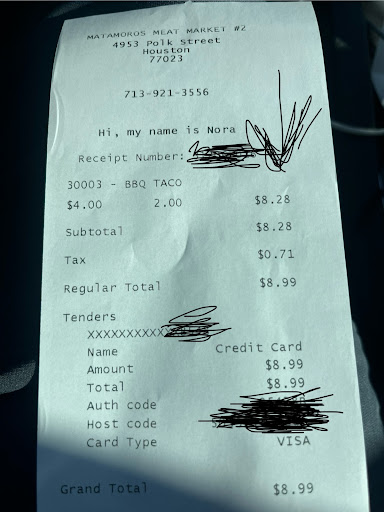 MATAMOROS MEAT MARKET #2
4953 Polk Street
Houston
77023
713-921-3556
Hi, my name is Nora
Receipt Number:
30003 - BBQ TACO
$4.00 2.00 $8.28
Subtotal $8.28
Tax $0.71
Regular Total $8.99
Tenders
XXXXXXXXXX
Name Credit Card
Amount $8.99
Total $8.99
Auth code
Host code
Card Type VISA
Grand Total $8.99